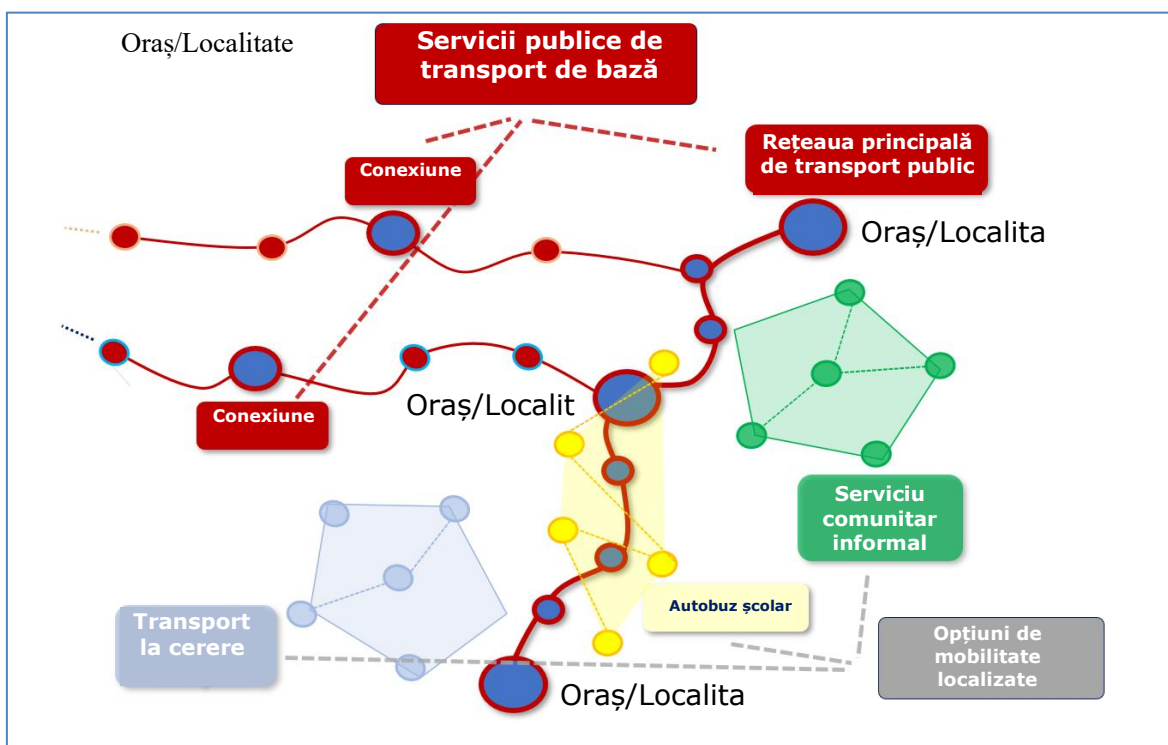 Oraș/Localitate
Servicii publice de
transport de bază
Rețeaua principală
de transport public
Conexiune
Oraș/Localita
Conexiune
Oraș/Localit
Serviciu
comunitar
informal
Autobuz școlar
Transport
la cerere
Opțiuni de
mobilitate
localizate
Oraș/Localita